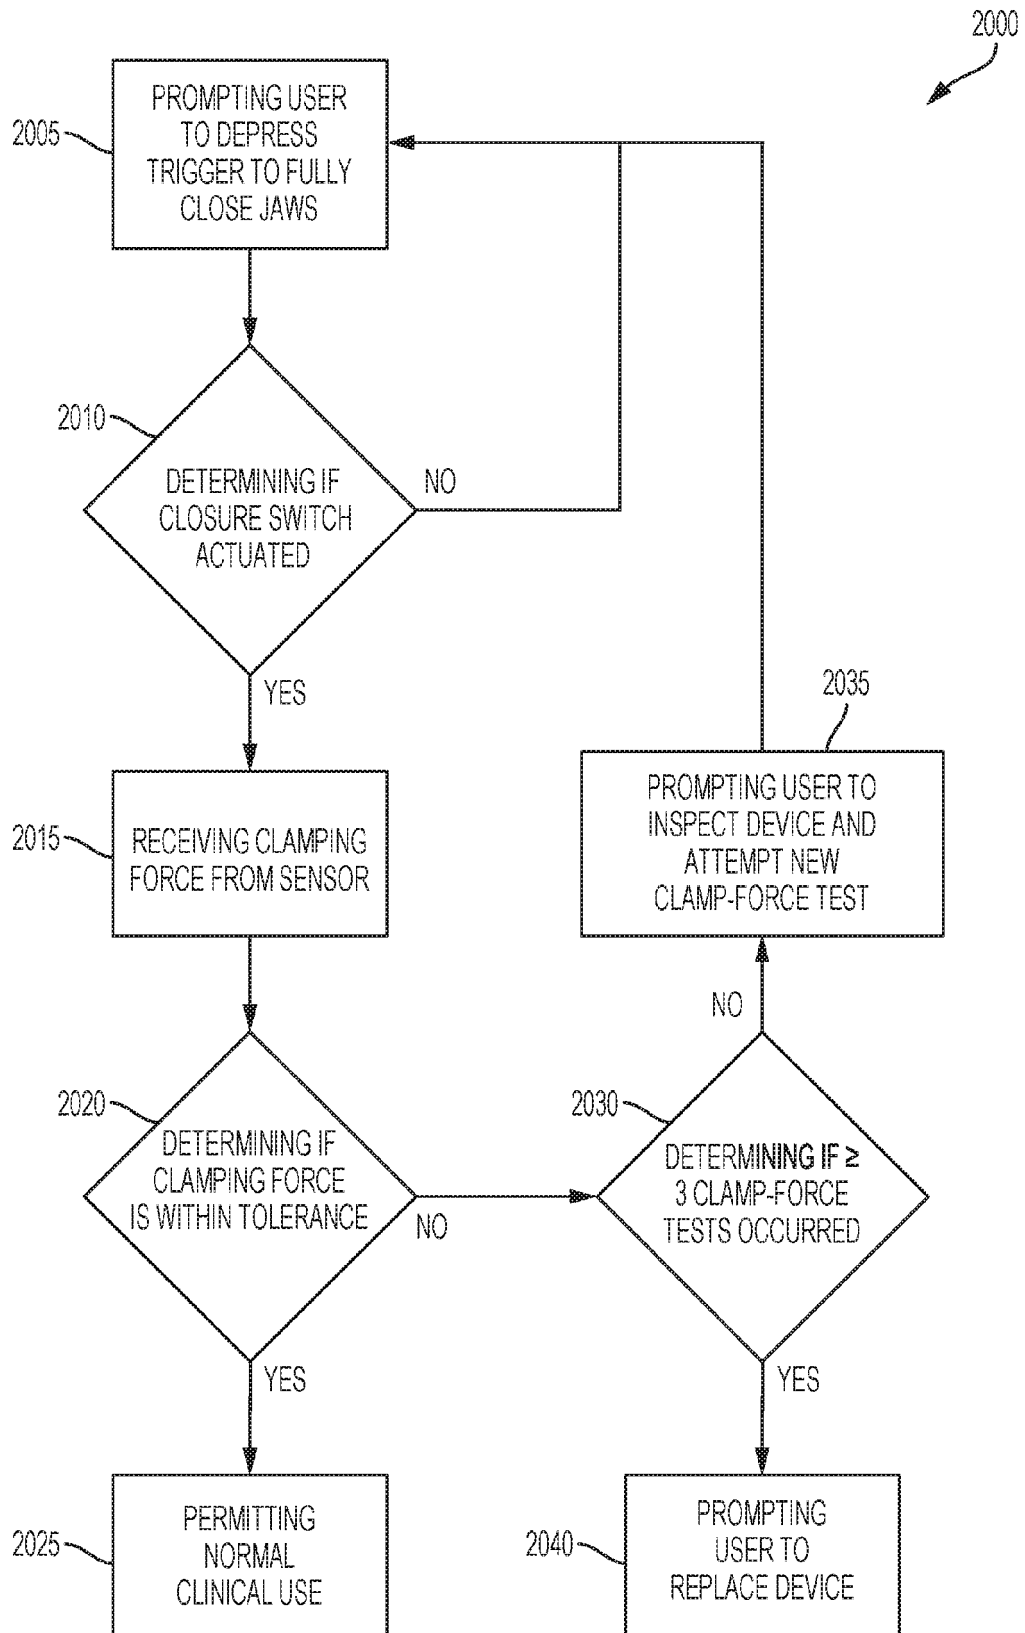 2000
PROMPTING USER
TO DEPRESS
TRIGGER TO FULLY
CLOSE JAWS
2005
2010
DETERMINING IF
CLOSURE SWITCH
ACTUATED
NO
YES
2015
RECEIVING CLAMPING
FORCE FROM SENSOR
2035
PROMPTING USER TO
INSPECT DEVICE AND
ATTEMPT NEW
CLAMP-FORCE TEST
NO
2020
DETERMINING IF
CLAMPING FORCE
IS WITHIN TOLERANCE
NO
2030
DETERMINING IF ≥
3 CLAMP-FORCE
TESTS OCCURRED
YES
YES
2025
PERMITTING
NORMAL
CLINICAL USE
2040
PROMPTING
USER TO
REPLACE DEVICE